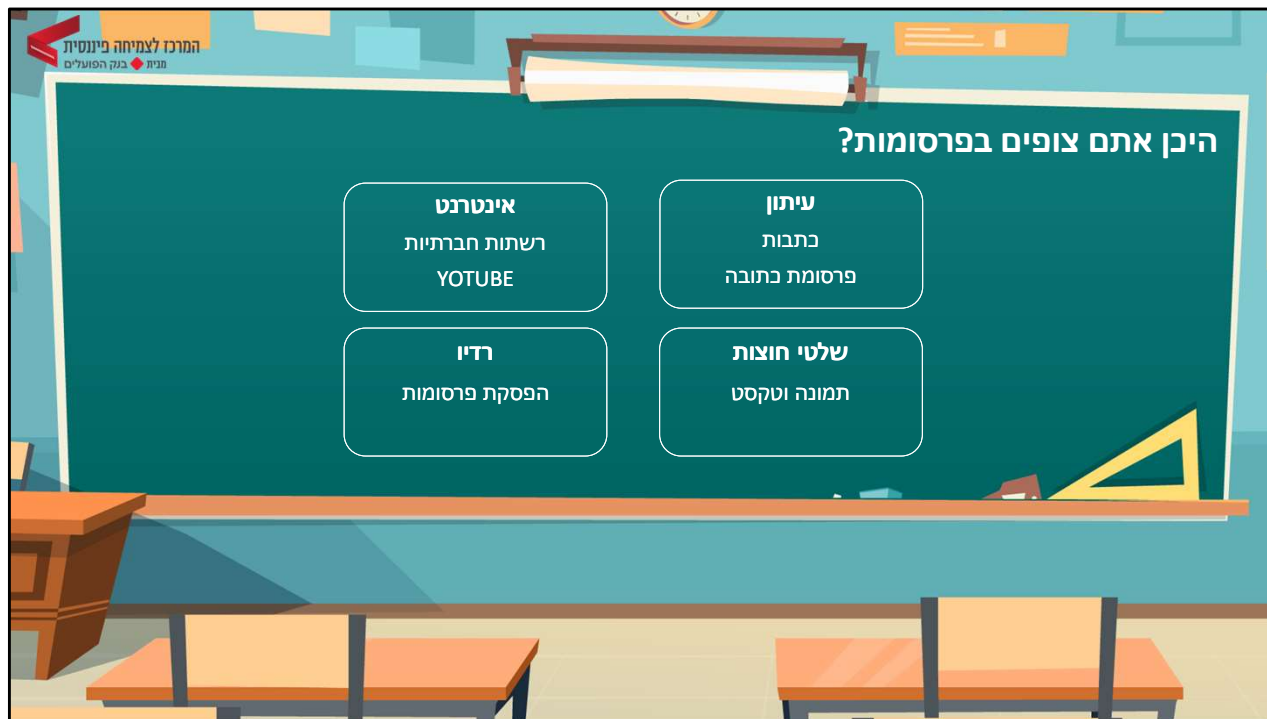 המרכז לצמיחה פיננסית
מבית בנק הפועלים
היכן אתם צופים בפרסומות?
עיתון
כתבות
פרסומת כתובה
אינטרנט
רשתות חברתיות
YOTUBE
שלטי חוצות
תמונה וטקסט
רדיו
הפסקת פרסומות